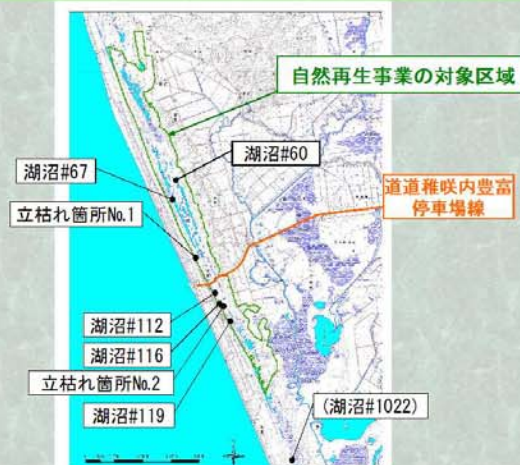 自然再生事業の対象区域
湖沼#60
湖沼#67
道道稚咲内豊富
停車場線
立枯れ箇所No.1
湖沼#112
湖沼#116
立枯れ箇所No.2
湖沼#119
(湖沼#1022)